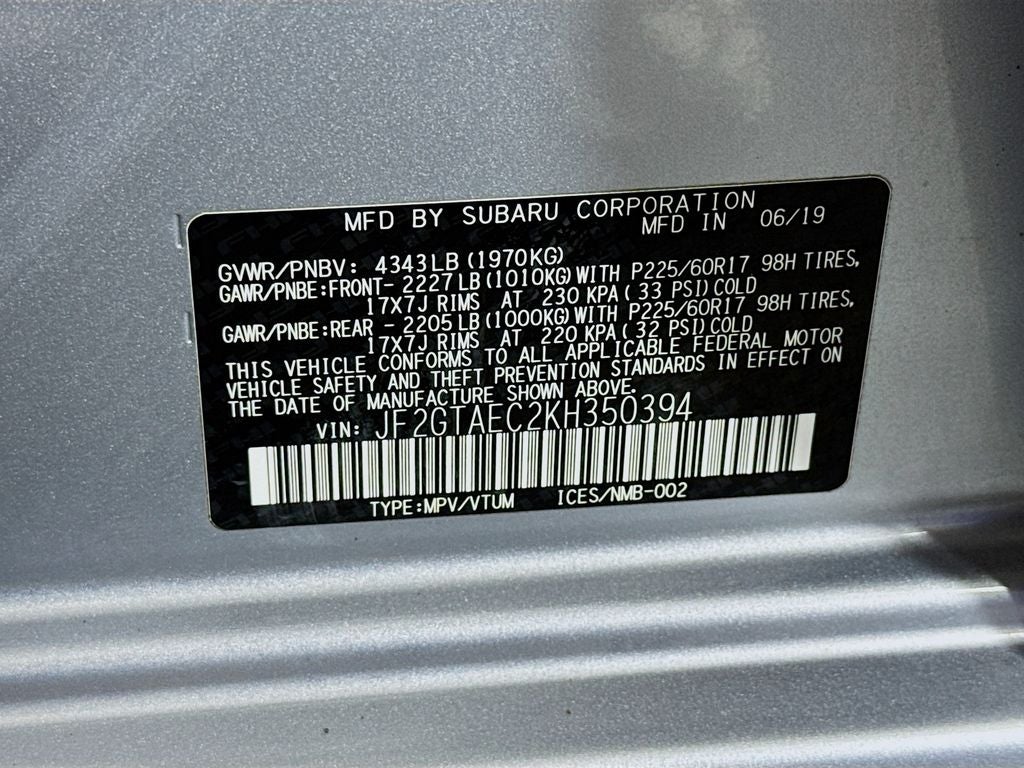 MFD BY SUBARU CORPORATION
MFD IN 06/19
GVWR/PNBV: 4343LB(1970KG)
GAWR/PNBE:FRONT- 2227LB(1010KG)WITH P225/60R17 98H TIRES,
17X7J RIMS AT 230 KPA(33 PSI)COLD
GAWR/PNBE:REAR - 2205LB(1000KG)WITH P225/60R17 98H TIRES,
17X7J RIMS AT 220 KPA(32 PSI)COLD
THIS VEHICLE CONFORMS TO ALL APPLICABLE FEDERAL MOTOR
VEHICLE SAFETY AND THEFT PREVENTION STANDARDS IN EFFECT ON
THE DATE OF MANUFACTURE SHOWN ABOVE.
VIN: JF2GTAEC2KH350394
TYPE:MPV/VTUM ICES/NMB-002